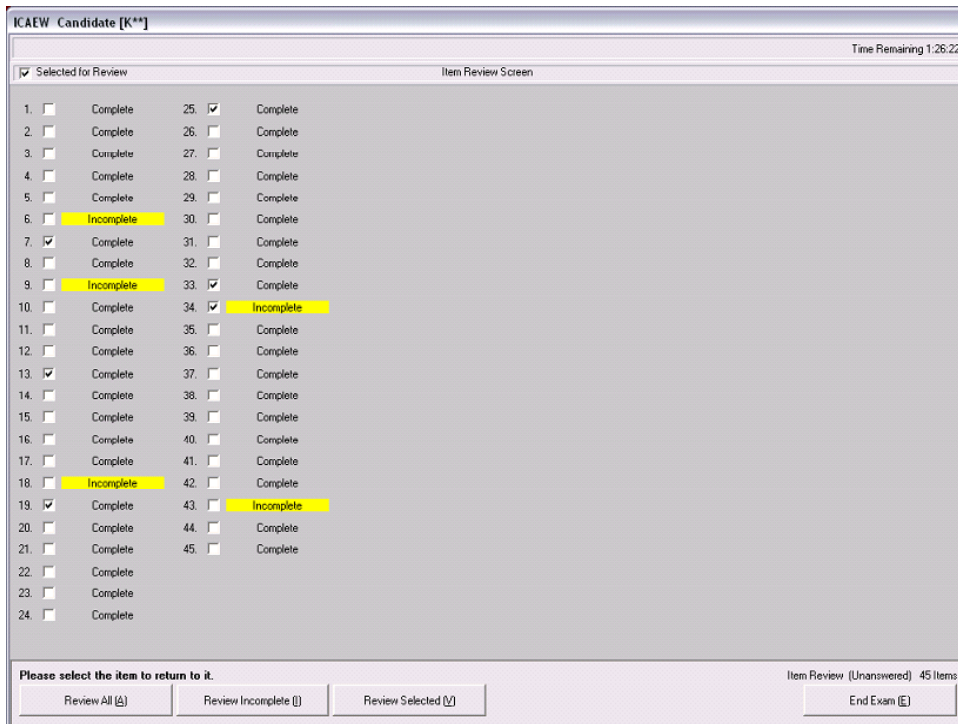 ICAEW Candidate [K**]
Time Remaining 1:26:22
Selected for Review Item Review Screen
1. Complete 25. Complete
2. Complete 26. Complete
3. Complete 27. Complete
4. Complete 28. Complete
5. Complete 29. Complete
6. Incomplete 30. Complete
7. Complete 31. Complete
8. Complete 32. Complete
9. Incomplete 33. Complete
10. Complete 34. Incomplete
11. Complete 35. Complete
12. Complete 36. Complete
13. Complete 37. Complete
14. Complete 38. Complete
15. Complete 39. Complete
16. Complete 40. Complete
17. Complete 41. Complete
18. Incomplete 42. Complete
19. Complete 43. Incomplete
20. Complete 44. Complete
21. Complete 45. Complete
22. Complete
23. Complete
24. Complete
Please select the item to return to it. Item Review (Unanswered) 45 Items
Review All (A) Review Incomplete (I) Review Selected (V) End Exam (E)